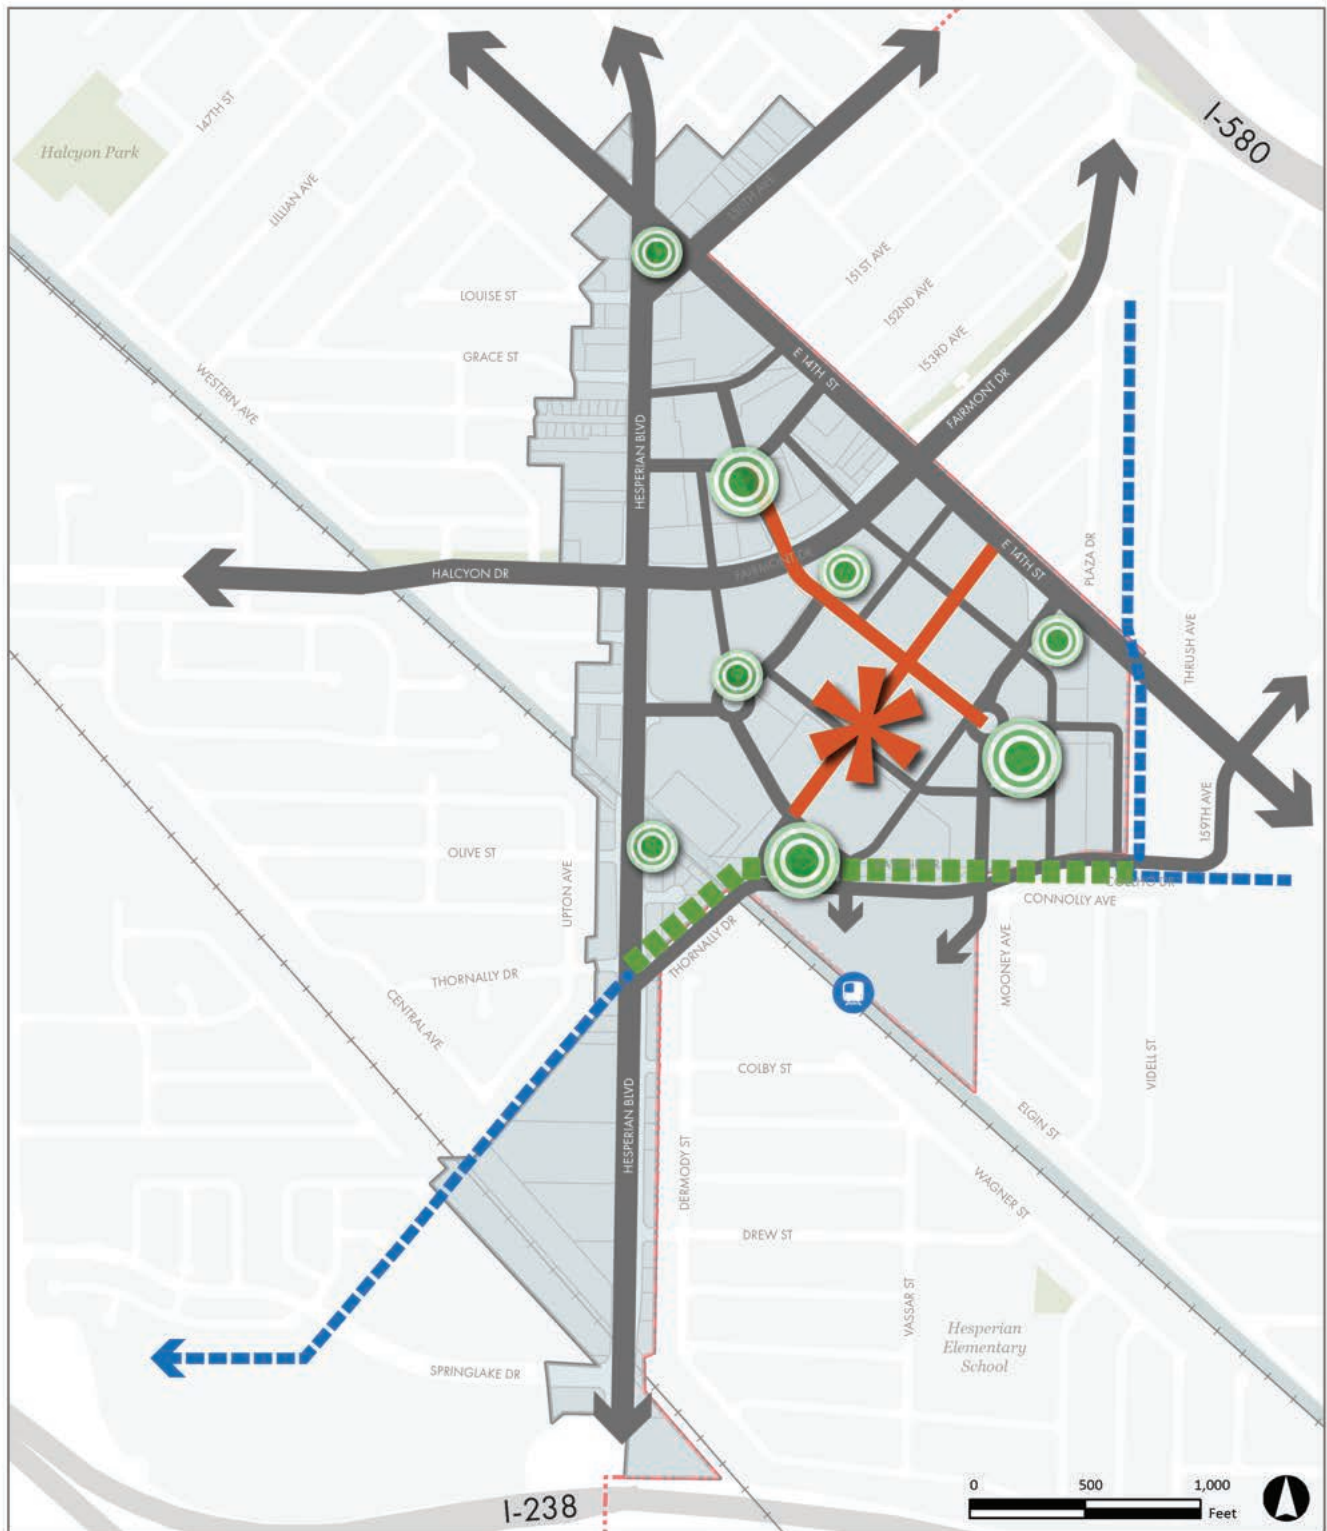 I-580
147TH ST
Halcyon Park
LILLIAN AVE
150TH AVE
151ST AVE
152ND AVE
LOUISE ST
153RD AVE
GRACE ST
E 14TH ST
WESTERN AVE
FAIRMONT DR
HESPERIAN BLVD
E 14TH ST
PLAZA DR
HALCYON DR
FAIRMONT DR
THRUSH AVE
159TH AVE
OLIVE ST
UPTON AVE
CONNOLLY AVE
THORNALLY DR
THORNALLY DR
MOONEY AVE
CENTRAL AVE
COLBY ST
VIDELL ST
ELGIN ST
HESPERIAN BLVD
DERMODY ST
WAGNER ST
DREW ST
VASSAR ST
Hesperian
Elementary
School
SPRINGLAKE DR
0 500 1,000
Feet
I-238